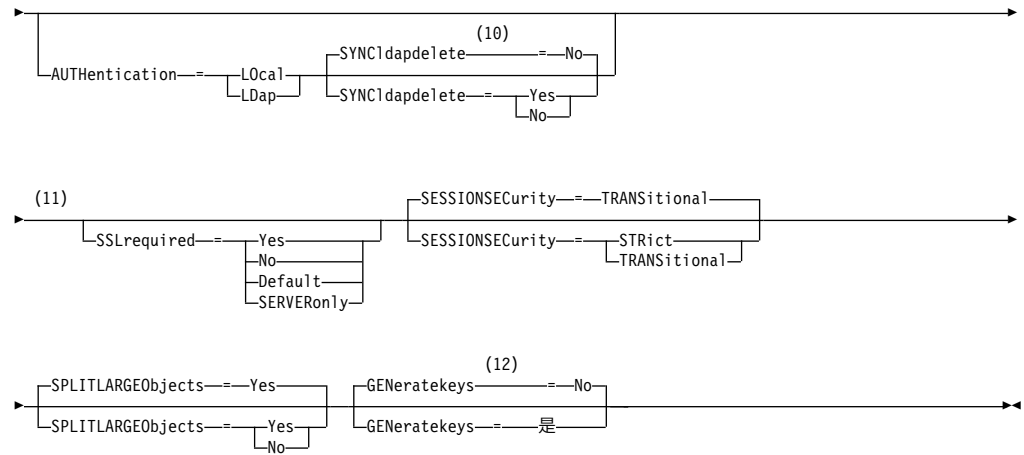 (10)
SYNCldapdelete = No
AUTHentication = LOcal
LDap
SYNCldapdelete = Yes
No
(11)
SESSIONSECurity = TRANSitional
SSLrequired = Yes
No
Default
SERVERonly
SESSIONSECurity = STRict
TRANSitional
(12)
SPLITLARGEObjects = Yes
GENeratekeys = No
SPLITLARGEObjects = Yes
No
GENeratekeys = 是